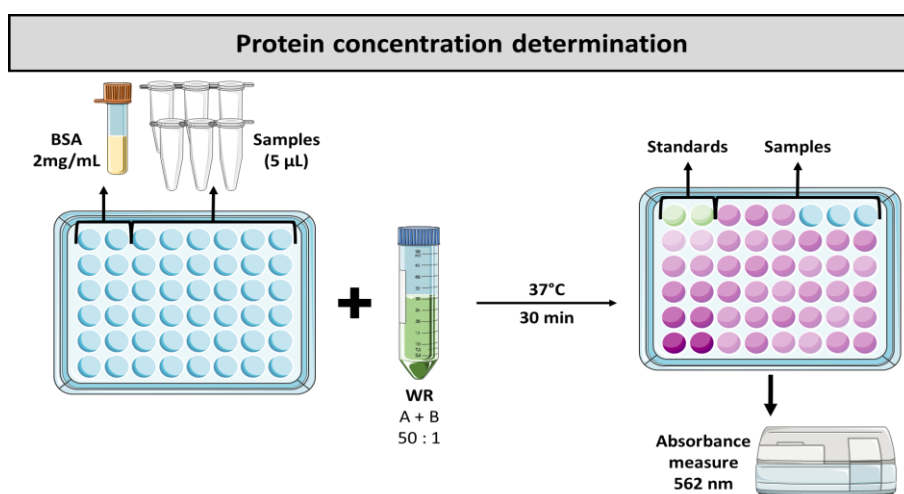 Protein concentration determination
BSA
2mg/mL
Samples
(5 µL)
WR
A + B
50 : 1
37°C
30 min
Standards
Samples
Absorbance
measure
562 nm